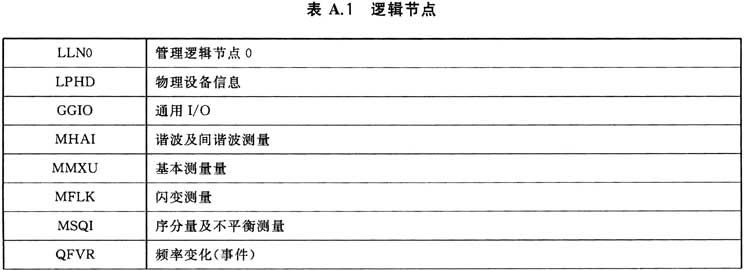 表 A.1 逻辑节点
LLN0 管理逻辑节点 0
LPHD 物理设备信息
GGIO 通用 I/O
MHAI 谐波及间谐波测量
MMXU 基本测量量
MFLK 闪变测量
MSQI 序分量及不平衡测量
QFVR 频率变化(事件)